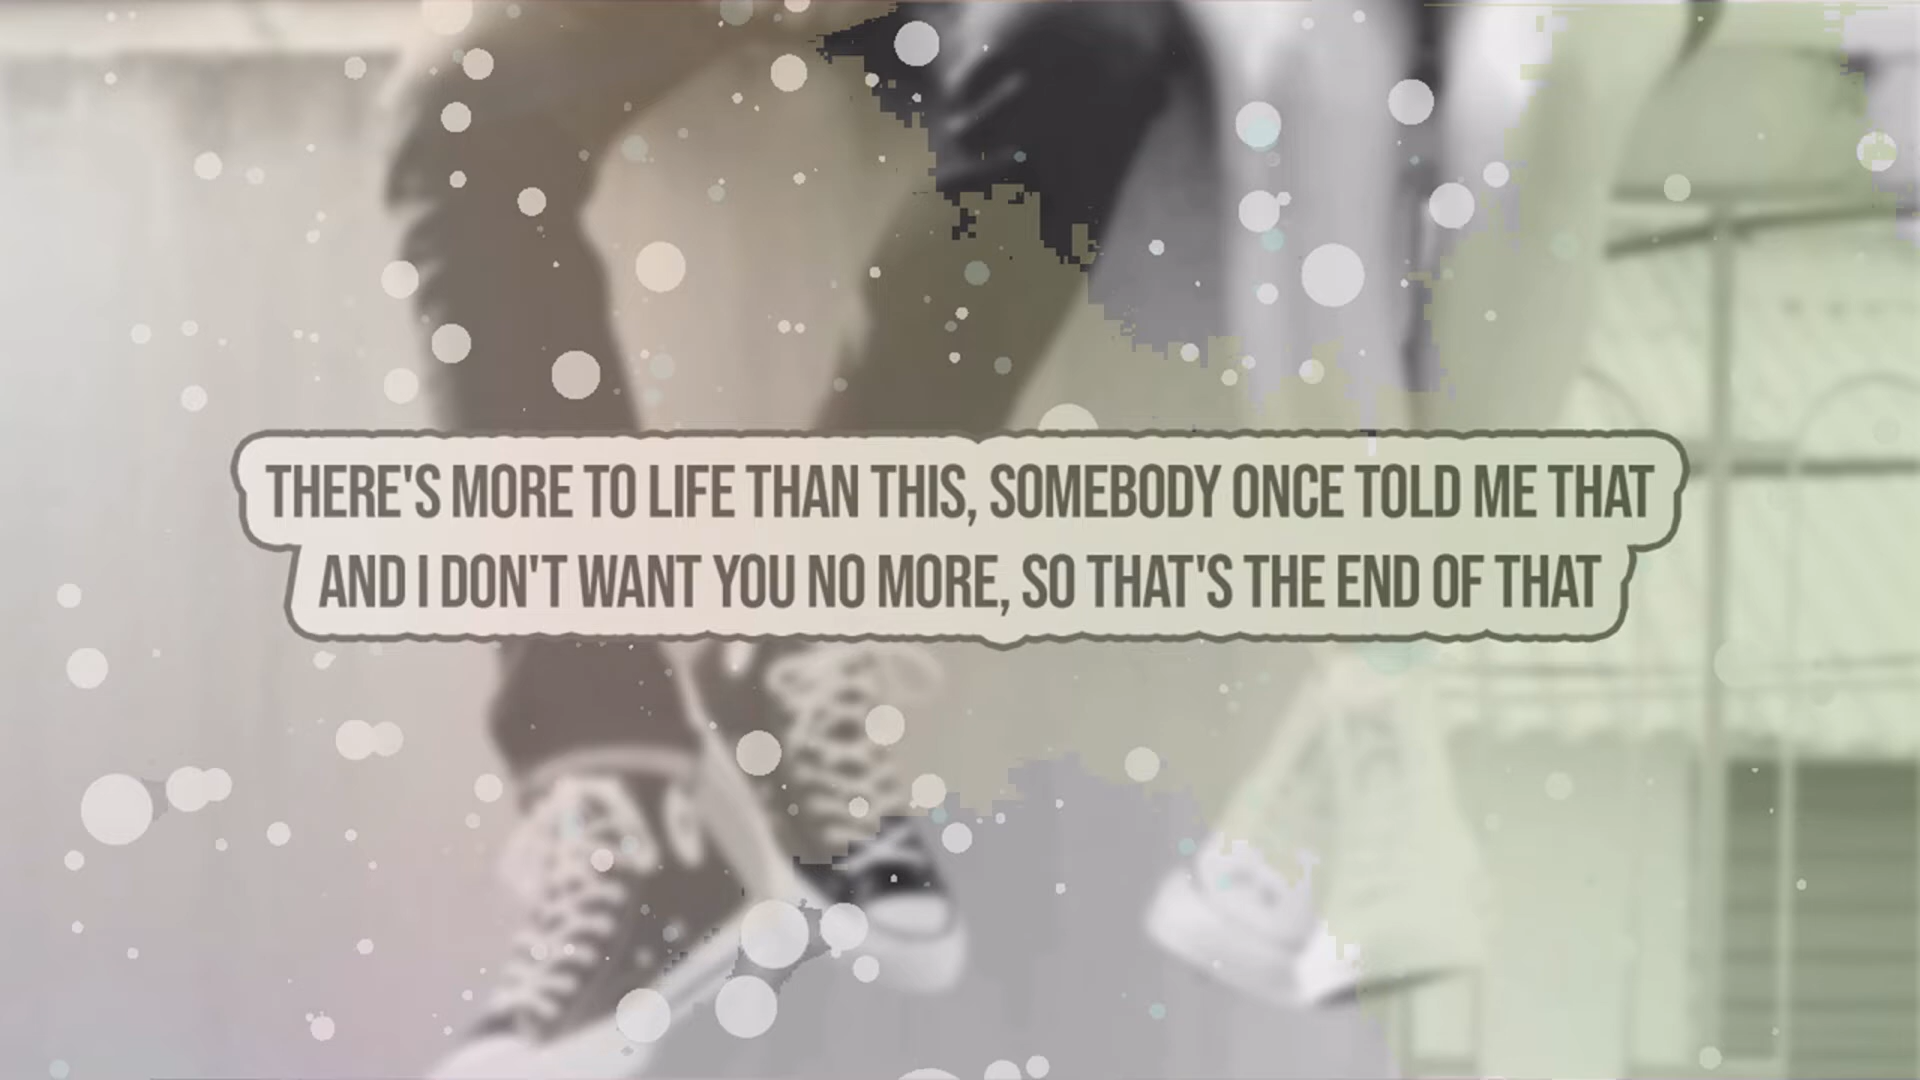 THERE'S MORE TO LIFE THAN THIS, SOMEBODY ONCE TOLD ME THAT
AND I DON'T WANT YOU NO MORE, SO THAT'S THE END OF THAT